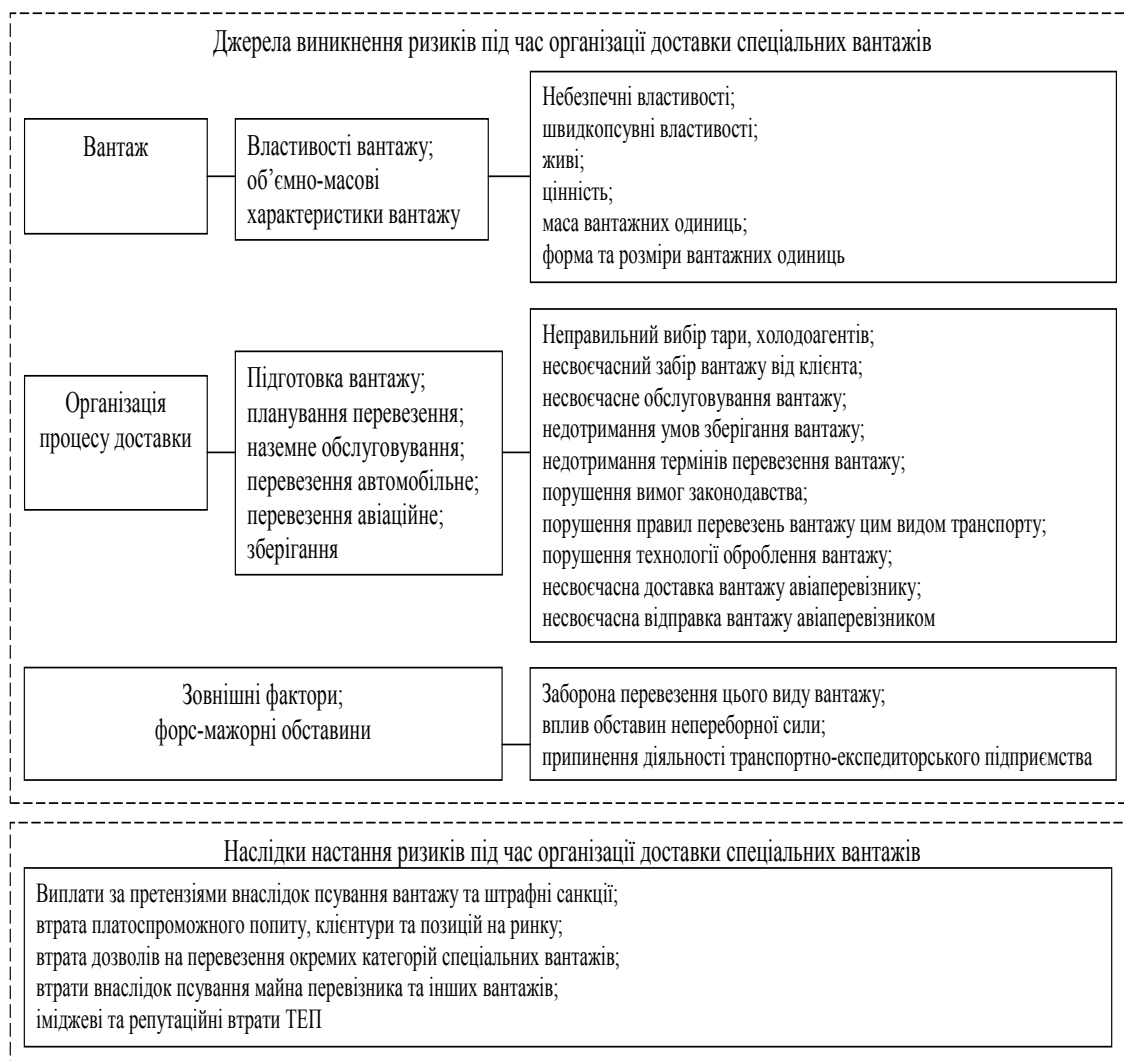 Джерела виникнення ризиків під час організації доставки спеціальних вантажів
Вантаж
Властивості вантажу;
об’ємно-масові
характеристики вантажу
Небезпечні властивості;
швидкопсувні властивості;
живі;
цінність;
маса вантажних одиниць;
форма та розміри вантажних одиниць
Організація
процесу доставки
Підготовка вантажу;
планування перевезення;
наземне обслуговування;
перевезення автомобільне;
перевезення авіаційне;
зберігання
Неправильний вибір тари, холодоагентів;
несвоєчасний забір вантажу від клієнта;
несвоєчасне обслуговування вантажу;
недотримання умов зберігання вантажу;
недотримання термінів перевезення вантажу;
порушення вимог законодавства;
порушення правил перевезень вантажу цим видом транспорту;
порушення технології оброблення вантажу;
несвоєчасна доставка вантажу авіаперевізнику;
несвоєчасна відправка вантажу авіаперевізником
Зовнішні фактори;
форс-мажорні обставини
Заборона перевезення цього виду вантажу;
вплив обставин непереборної сили;
припинення діяльності транспортно-експедиторського підприємства
Наслідки настання ризиків під час організації доставки спеціальних вантажів
Виплати за претензіями внаслідок псування вантажу та штрафні санкції;
втрата платоспроможного попиту, клієнтури та позицій на ринку;
втрата дозволів на перевезення окремих категорій спеціальних вантажів;
втрати внаслідок псування майна перевізника та інших вантажів;
іміджеві та репутаційні втрати ТЕП